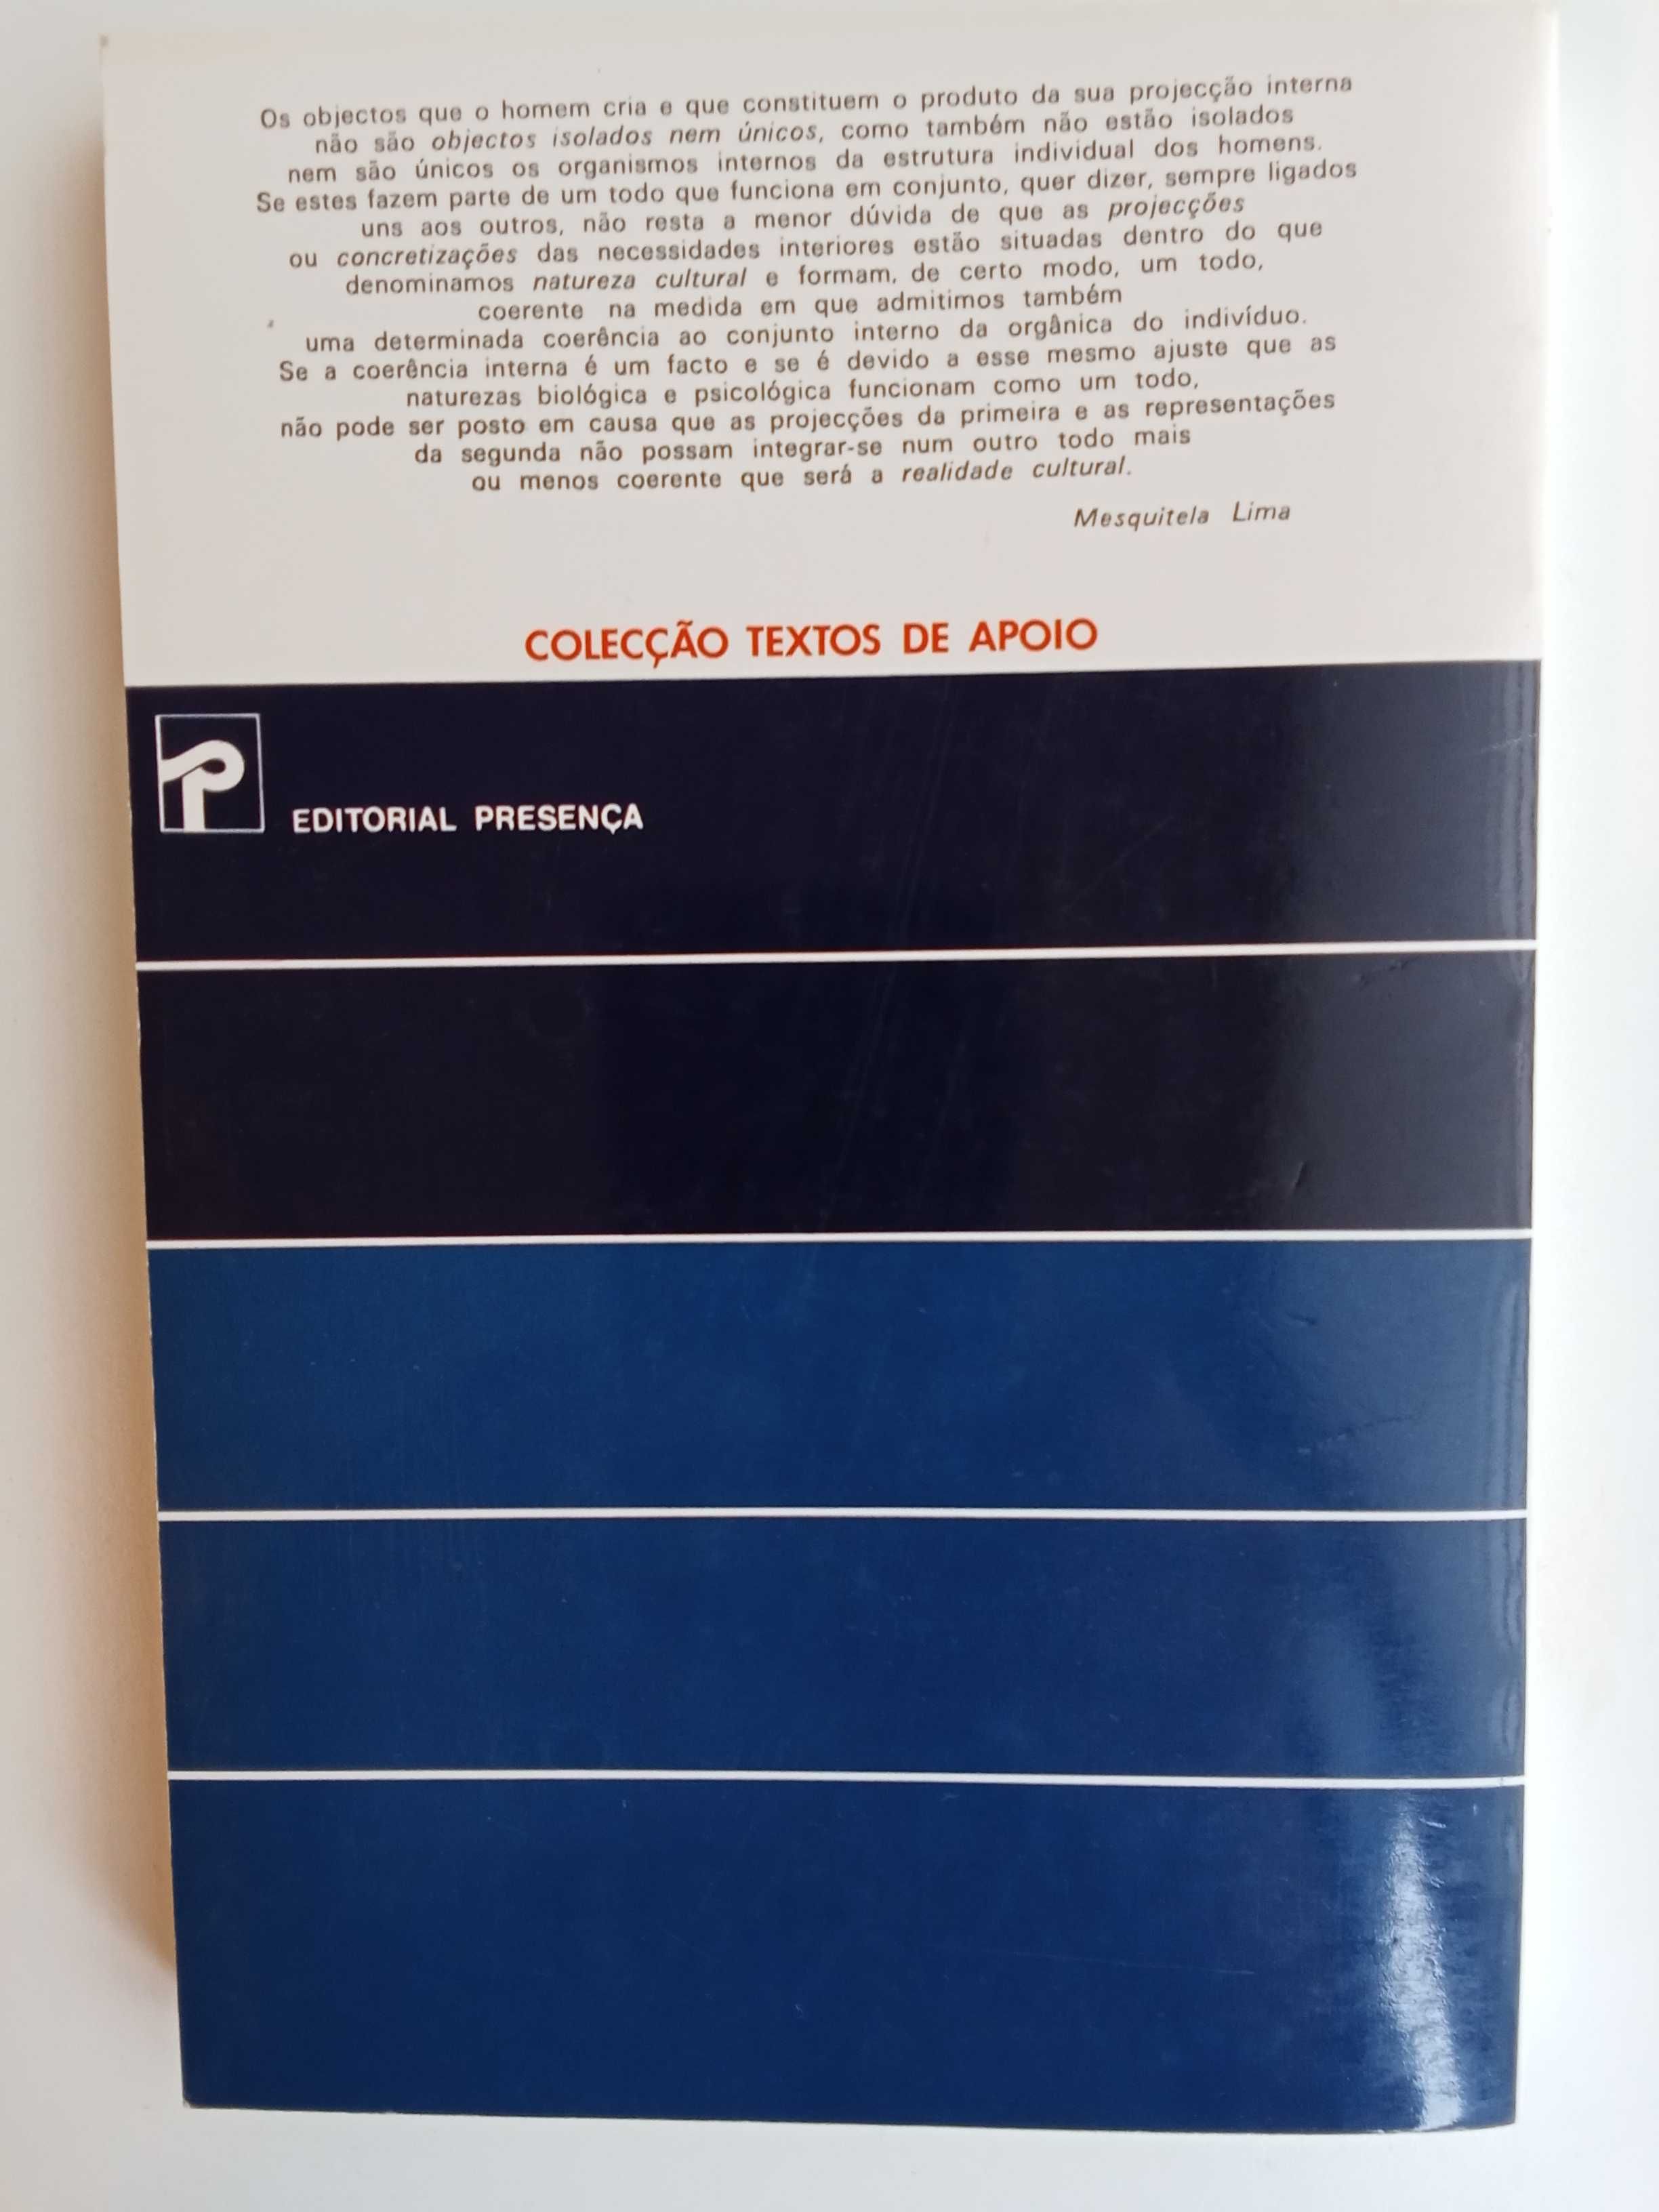 Os objectos que o homem cria e que constituem o produto da sua projecção interna
não são objectos isolados nem únicos, como também não estão isolados
nem são únicos os organismos internos da estrutura individual dos homens.
Se estes fazem parte de um todo que funciona em conjunto, quer dizer, sempre ligados
uns aos outros, não resta a menor dúvida de que as projecções
ou concretizações das necessidades interiores estão situadas dentro do que
denominamos natureza cultural e formam, de certo modo, um todo,
coerente na medida em que admitimos também
uma determinada coerência ao conjunto interno da orgânica do indivíduo.
Se a coerência interna é um facto e se é devido a esse mesmo ajuste que as
naturezas biológica e psicológica funcionam como um todo,
não pode ser posto em causa que as projecções da primeira e as representações
da segunda não possam integrar-se num outro todo mais
ou menos coerente que será a realidade cultural.
Mesquitela Lima
COLECÇÃO TEXTOS DE APOIO
EDITORIAL PRESENÇA